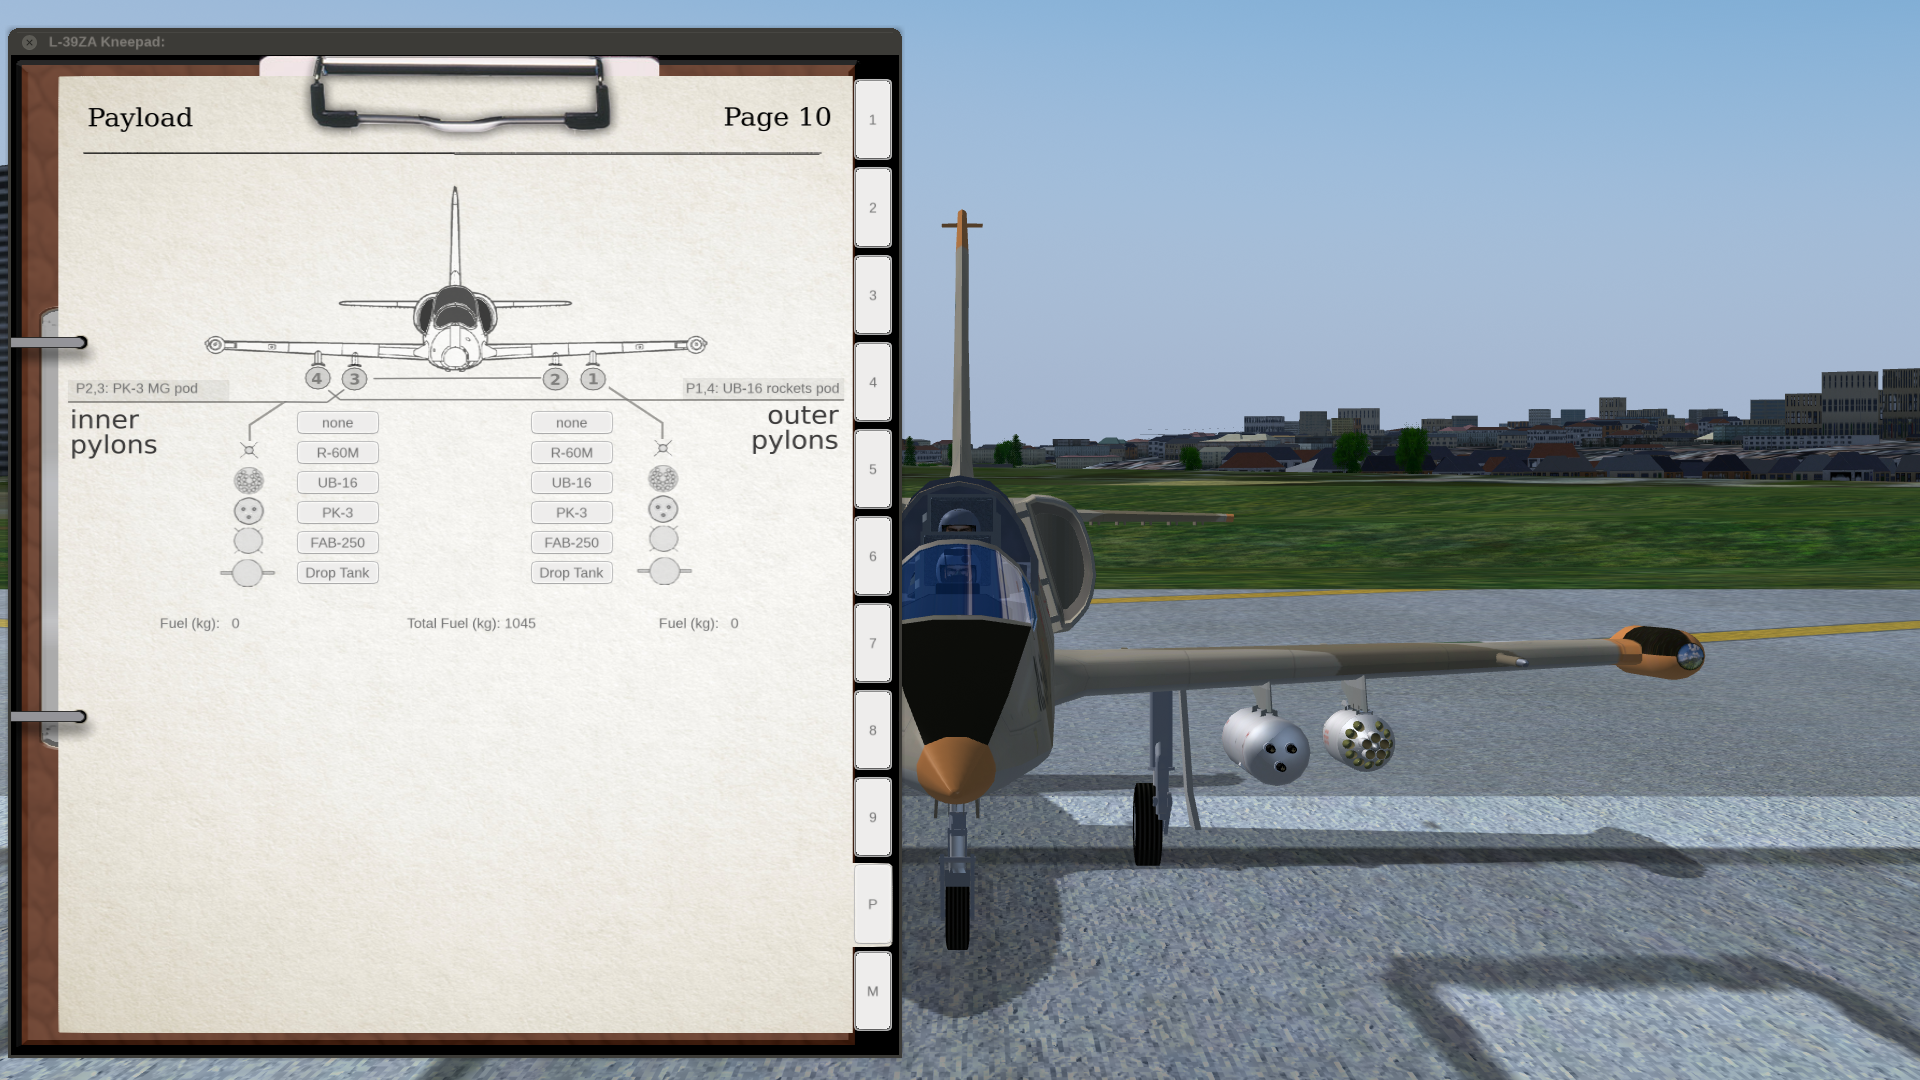 L-39ZA Kneepad:
Payload
Page 10
4 3 2 1
P2,3: PK-3 MG pod
P1,4: UB-16 rockets pod
inner
pylons
outer
pylons
none
R-60M
UB-16
PK-3
FAB-250
Drop Tank
none
R-60M
UB-16
PK-3
FAB-250
Drop Tank
Fuel (kg): 0
Total Fuel (kg): 1045
Fuel (kg): 0
1
2
3
4
5
6
7
8
9
P
M